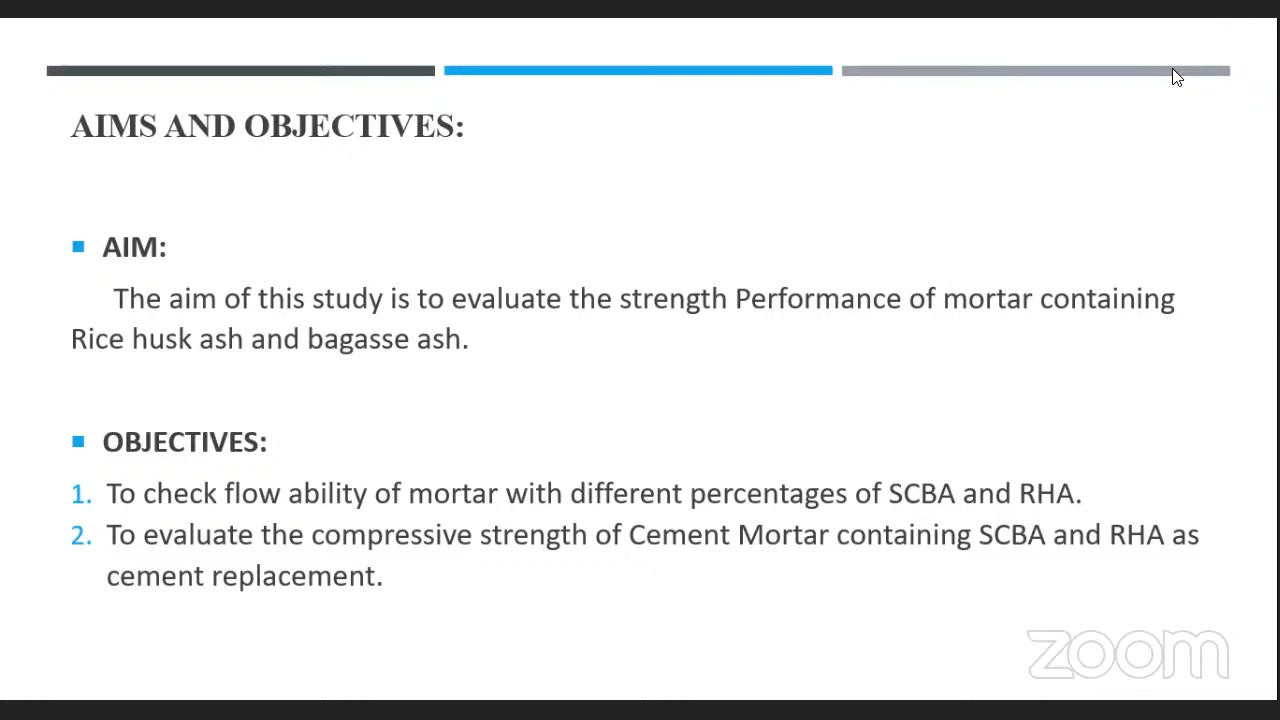 AIMS AND OBJECTIVES:
AIM:
The aim of this study is to evaluate the strength Performance of mortar containing
Rice husk ash and bagasse ash.
OBJECTIVES:
1. To check flow ability of mortar with different percentages of SCBA and RHA.
2. To evaluate the compressive strength of Cement Mortar containing SCBA and RHA as
cement replacement.
zoom